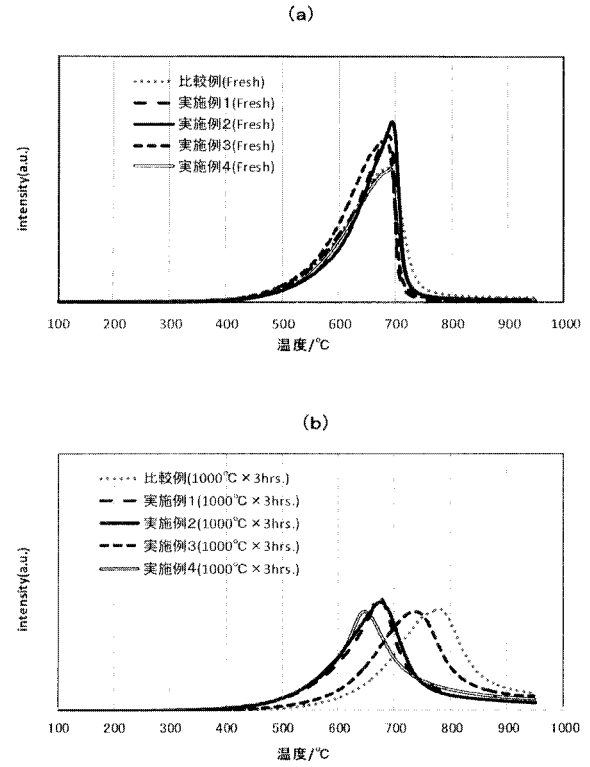 (a)
比較例(Fresh)
実施例1(Fresh)
実施例2(Fresh)
実施例3(Fresh)
実施例4(Fresh)
intensity(a.u.)
100 200 300 400 500 600 700 800 900 1000
温度/℃
(b)
比較例(1000℃×3hrs.)
実施例1(1000℃×3hrs.)
実施例2(1000℃×3hrs.)
実施例3(1000℃×3hrs.)
実施例4(1000℃×3hrs.)
intensity(a.u.)
100 200 300 400 500 600 700 800 900 1000
温度/℃